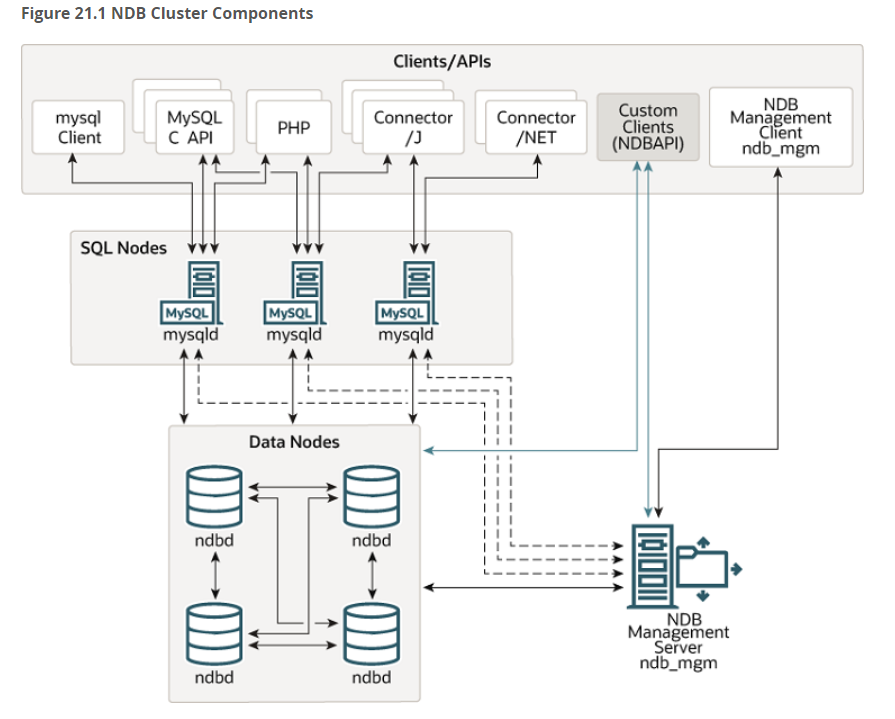 Figure 21.1 NDB Cluster Components
Clients/APIs
mysql
Client
MySQL
C API
PHP
Connector
/J
Connector
/NET
Custom
Clients
(NDBAPI)
NDB
Management
Client
ndb_mgm
SQL Nodes
MySQL
mysqld
MySQL
mysqld
MySQL
mysqld
Data Nodes
ndbd
ndbd
ndbd
ndbd
NDB
Management
Server
ndb_mgm